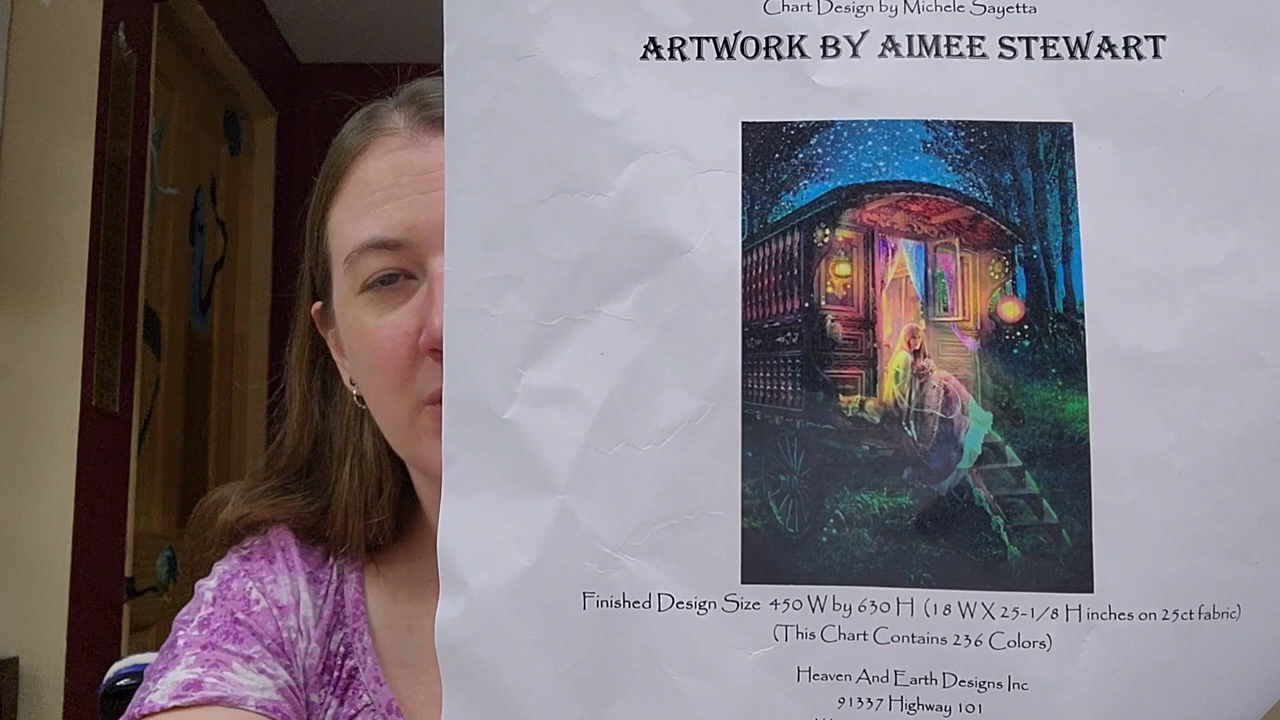 Chart Design by Michele Sayetta
ARTWORK BY AIMEE STEWART
Finished Design Size 450 W by 630 H (18 W X 25-1/8 H inches on 25ct fabric)
(This Chart Contains 236 Colors)
Heaven And Earth Designs Inc
91337 Highway 101